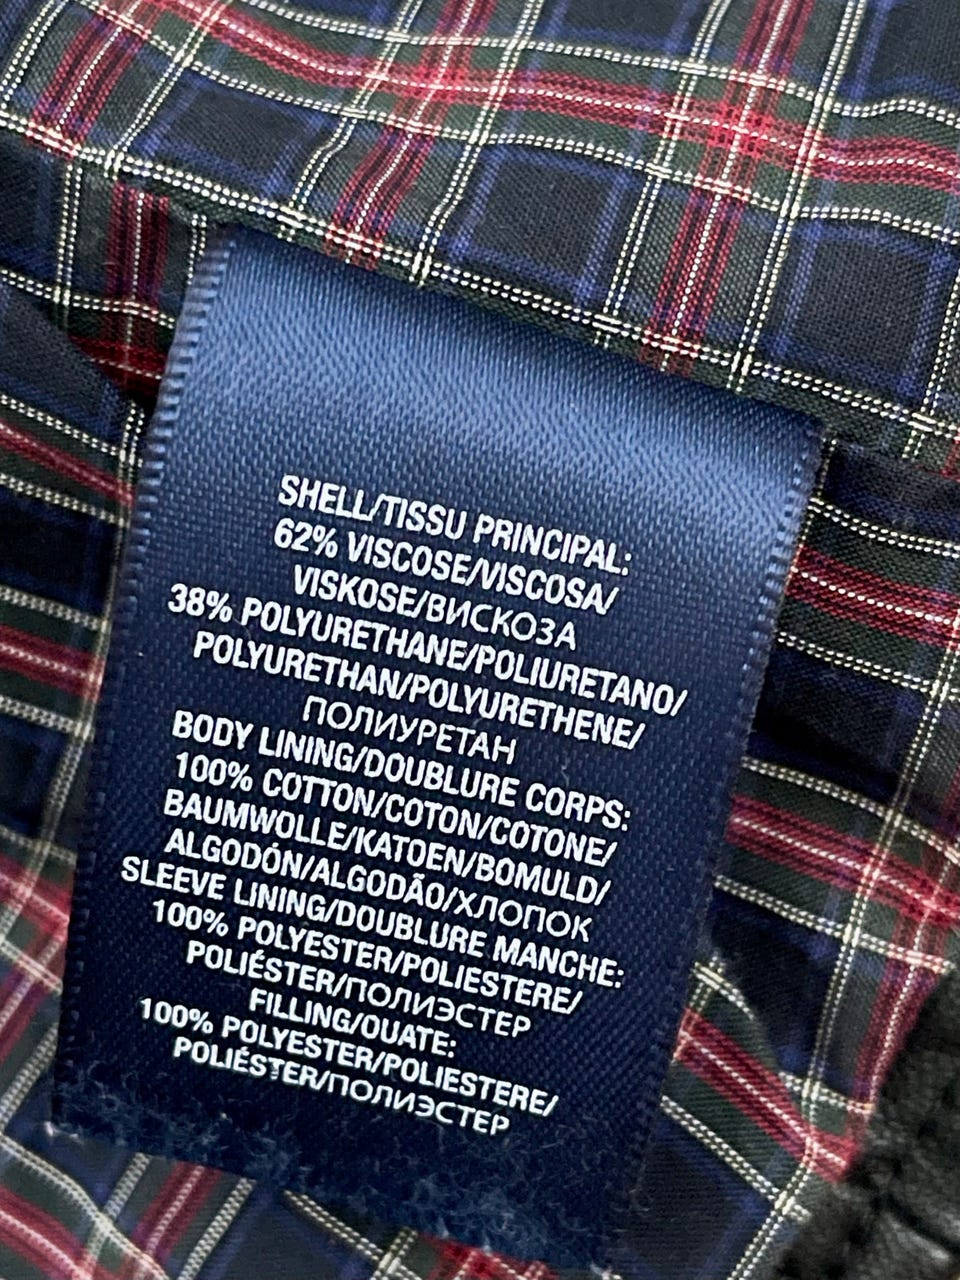 SHELL/TISSU PRINCIPAL:
62% VISCOSE/VISCOSA/
VISKOSE/ВИСКОЗА
38% POLYURETHANE/POLIURETANO/
POLYURETHAN/POLYURETHENE/
ПОЛИУРЕТАН
BODY LINING/DOUBLURE CORPS:
100% COTTON/COTON/COTONE/
BAUMWOLLE/KATOEN/BOMULD/
ALGODÓN/ALGODÃO/ХЛОПОК
SLEEVE LINING/DOUBLURE MANCHE:
100% POLYESTER/POLIESTERE/
POLIÉSTER/ПОЛИЭСТЕР
FILLING/OUATE:
100% POLYESTER/POLIESTERE/
POLIÉSTER/ПОЛИЭСТЕР